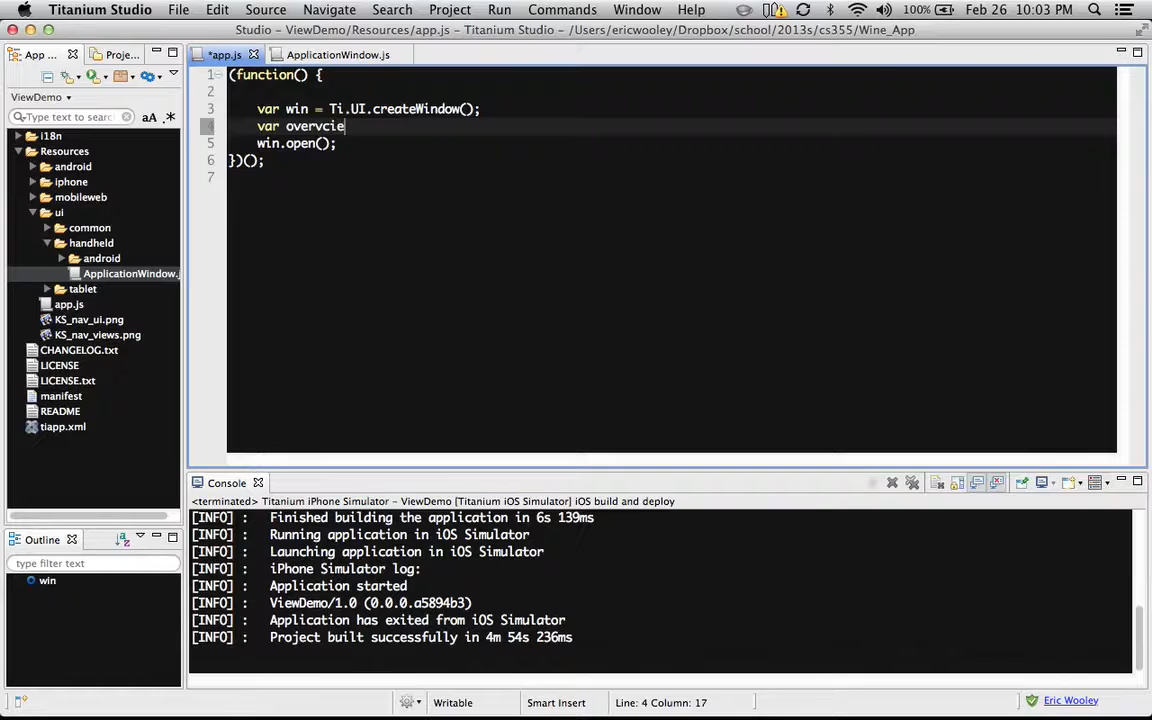 Titanium Studio File Edit Source Navigate Search Project Run Commands Window Help 100% Feb 26 10:03 PM
Studio - ViewDemo/Resources/app.js - Titanium Studio - /Users/ericwooley/Dropbox/school/2013s/cs355/Wine_App
App ... Proje... *app.js ApplicationWindow.js
ViewDemo
Type text to search aA .*
i18n
Resources
android
iphone
mobileweb
ui
common
handheld
android
ApplicationWindow.j
tablet
app.js
KS_nav_ui.png
KS_nav_views.png
CHANGELOG.txt
LICENSE
LICENSE.txt
manifest
README
tiapp.xml
1 (function() {
2
3 var win = Ti.UI.createWindow();
4 var overvcie
5 win.open();
6 })();
7
Outline
type filter text
win
Console
<terminated> Titanium iPhone Simulator - ViewDemo [Titanium iOS Simulator] iOS build and deploy
[INFO] : Finished building the application in 6s 139ms
[INFO] : Running application in iOS Simulator
[INFO] : Launching application in iOS Simulator
[INFO] : iPhone Simulator log:
[INFO] : Application started
[INFO] : ViewDemo/1.0 (0.0.0.a5894b3)
[INFO] : Application has exited from iOS Simulator
[INFO] : Project built successfully in 4m 54s 236ms
Writable Smart Insert Line: 4 Column: 17 Eric Wooley